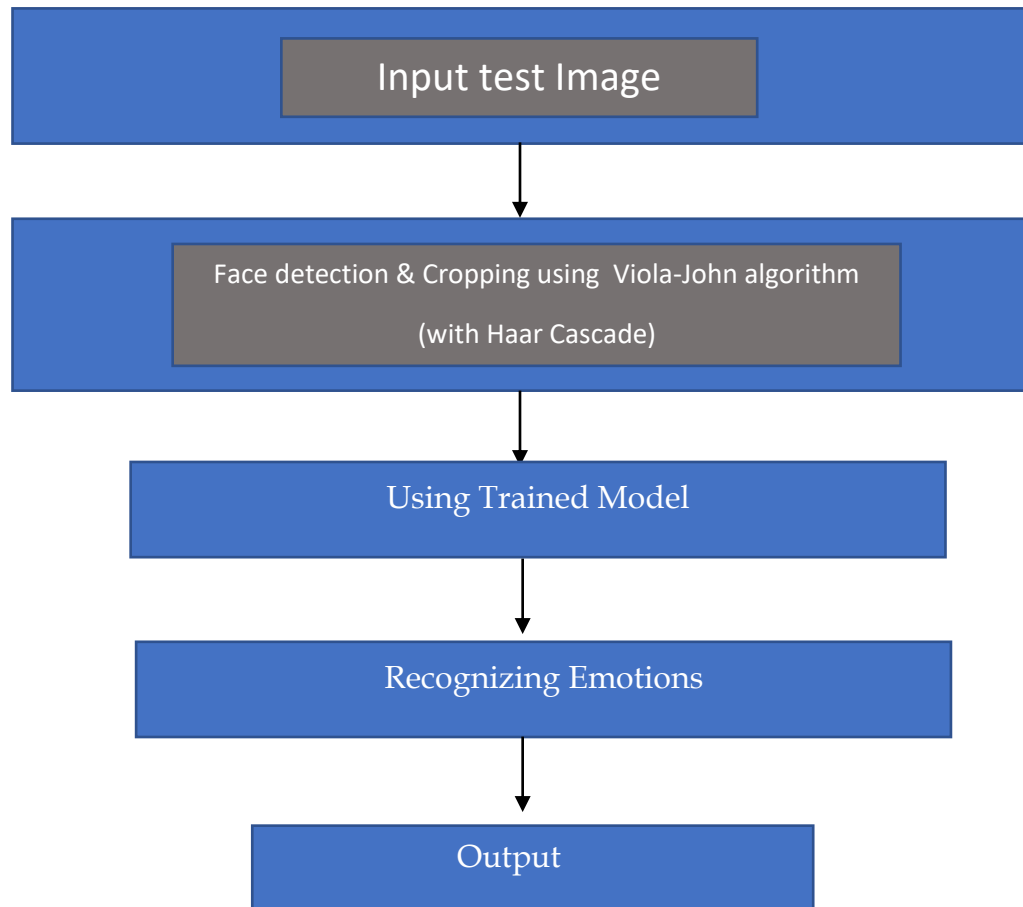 Input test Image
Face detection & Cropping using Viola-John algorithm
(with Haar Cascade)
Using Trained Model
Recognizing Emotions
Output